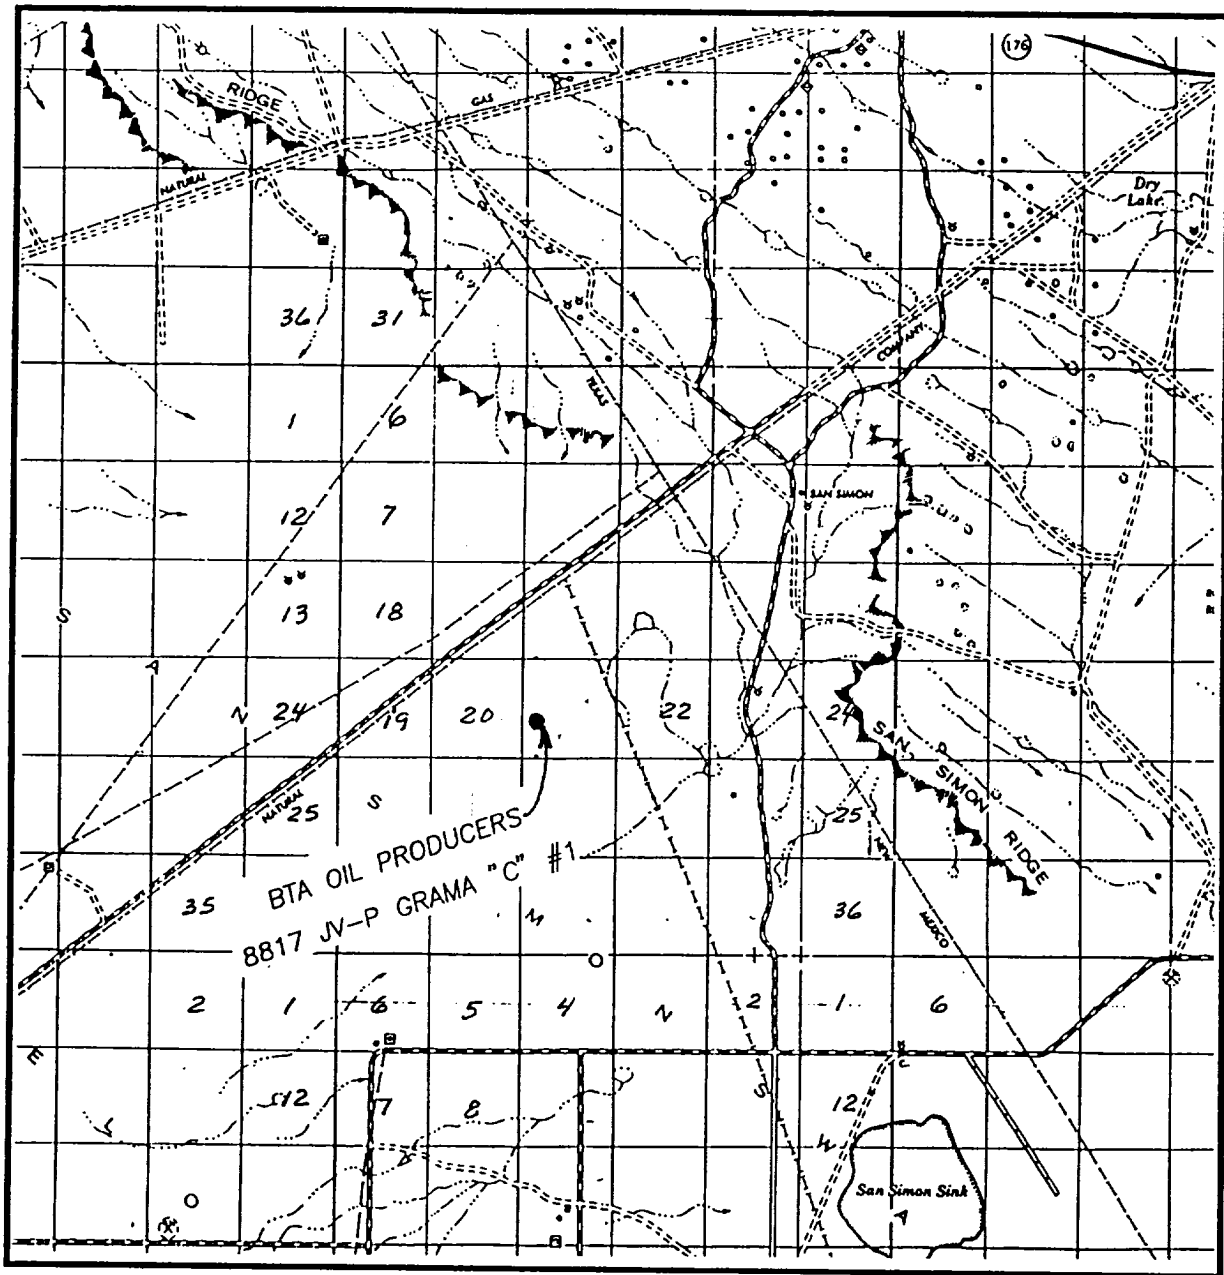 176
RIDGE
GAS
NATURAL
Dry
Lake
36 31
COMPANY
TEXAS
1 6
12 7
SAN SIMON
13 18
S
A
N
24 19 20 22 24
SAN SIMON RIDGE
NATURAL
25 S 25
NEW
BTA OIL PRODUCERS
8817 JV-P GRAMA "C" #1
35 M 36
MEXICO
O
2 1 6 5 4 N 2 1 6
E
S
12 7 8 12
W
San Simon Sink
O A